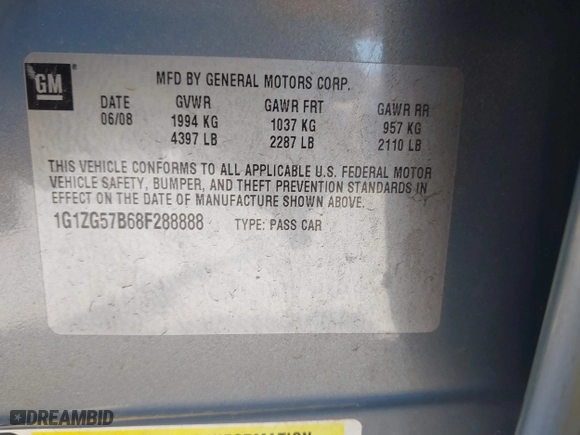 GM ®
MFD BY GENERAL MOTORS CORP.
DATE GVWR GAWR FRT GAWR RR
06/08 1994 KG 1037 KG 957 KG
4397 LB 2287 LB 2110 LB
THIS VEHICLE CONFORMS TO ALL APPLICABLE U.S. FEDERAL MOTOR
VEHICLE SAFETY, BUMPER, AND THEFT PREVENTION STANDARDS IN
EFFECT ON THE DATE OF MANUFACTURE SHOWN ABOVE.
1G1ZG57B68F288888 TYPE: PASS CAR
DREAMBID
INFORMATION